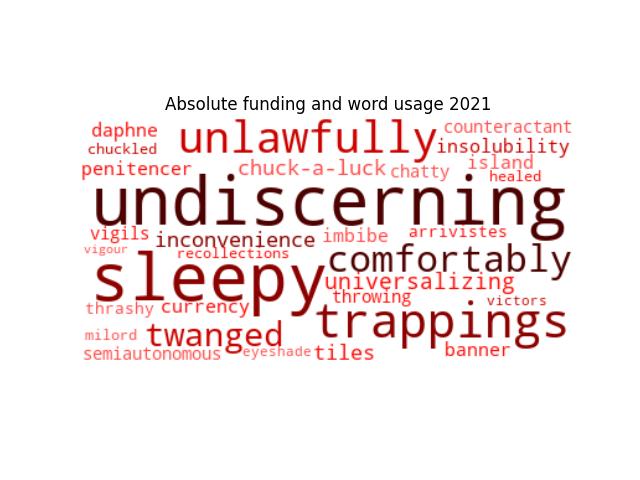 Absolute funding and word usage 2021
daphne unlawfully counteractant
chuckled insolubility
penitencer chuck-a-luck chatty island
healed
undiscerning
vigils inconvenience imbibe arrivistes
vigour recollections comfortably
sleepy universalizing
throwing victors
thrashy currency trappings
milord twanged
semiautonomous eyeshade tiles banner